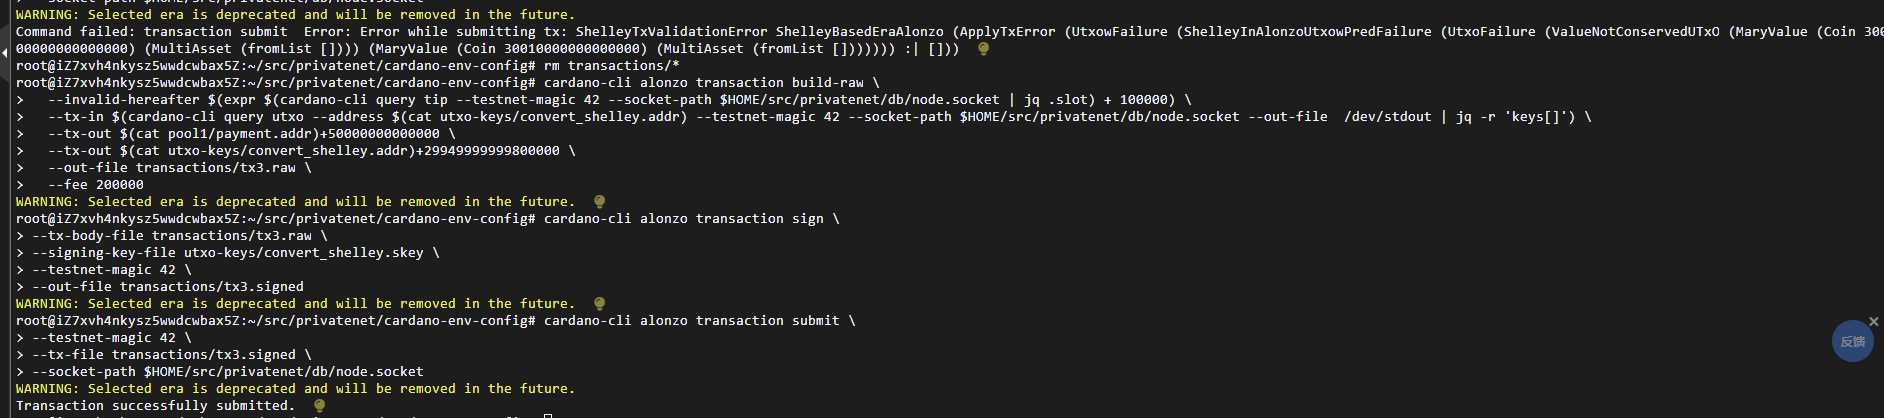 WARNING: Selected era is deprecated and will be removed in the future.
Command failed: transaction submit  Error: Error while submitting tx: ShelleyTxValidationError ShelleyBasedEraAlonzo (ApplyTxError (UtxowFailure (ShelleyInAlonzoUtxowPredFailure (UtxoFailure (ValueNotConservedUTxO (MaryValue (Coin 300
00000000000000) (MultiAsset (fromList []))) (MaryValue (Coin 30010000000000000) (MultiAsset (fromList [])))))) :| []))
root@iZ7xvh4nkysz5wwdcwbax5Z:~/src/privatenet/cardano-env-config# rm transactions/*
root@iZ7xvh4nkysz5wwdcwbax5Z:~/src/privatenet/cardano-env-config# cardano-cli alonzo transaction build-raw \
>   --invalid-hereafter $(expr $(cardano-cli query tip --testnet-magic 42 --socket-path $HOME/src/privatenet/db/node.socket | jq .slot) + 100000) \
>   --tx-in $(cardano-cli query utxo --address $(cat utxo-keys/convert_shelley.addr) --testnet-magic 42 --socket-path $HOME/src/privatenet/db/node.socket --out-file  /dev/stdout | jq -r 'keys[]') \
>   --tx-out $(cat pool1/payment.addr)+50000000000000 \
>   --tx-out $(cat utxo-keys/convert_shelley.addr)+29949999999800000 \
>   --out-file transactions/tx3.raw \
>   --fee 200000
WARNING: Selected era is deprecated and will be removed in the future.
root@iZ7xvh4nkysz5wwdcwbax5Z:~/src/privatenet/cardano-env-config# cardano-cli alonzo transaction sign \
> --tx-body-file transactions/tx3.raw \
> --signing-key-file utxo-keys/convert_shelley.skey \
> --testnet-magic 42 \
> --out-file transactions/tx3.signed
WARNING: Selected era is deprecated and will be removed in the future.
root@iZ7xvh4nkysz5wwdcwbax5Z:~/src/privatenet/cardano-env-config# cardano-cli alonzo transaction submit \
> --testnet-magic 42 \
> --tx-file transactions/tx3.signed \
> --socket-path $HOME/src/privatenet/db/node.socket
WARNING: Selected era is deprecated and will be removed in the future.
Transaction successfully submitted.
反馈